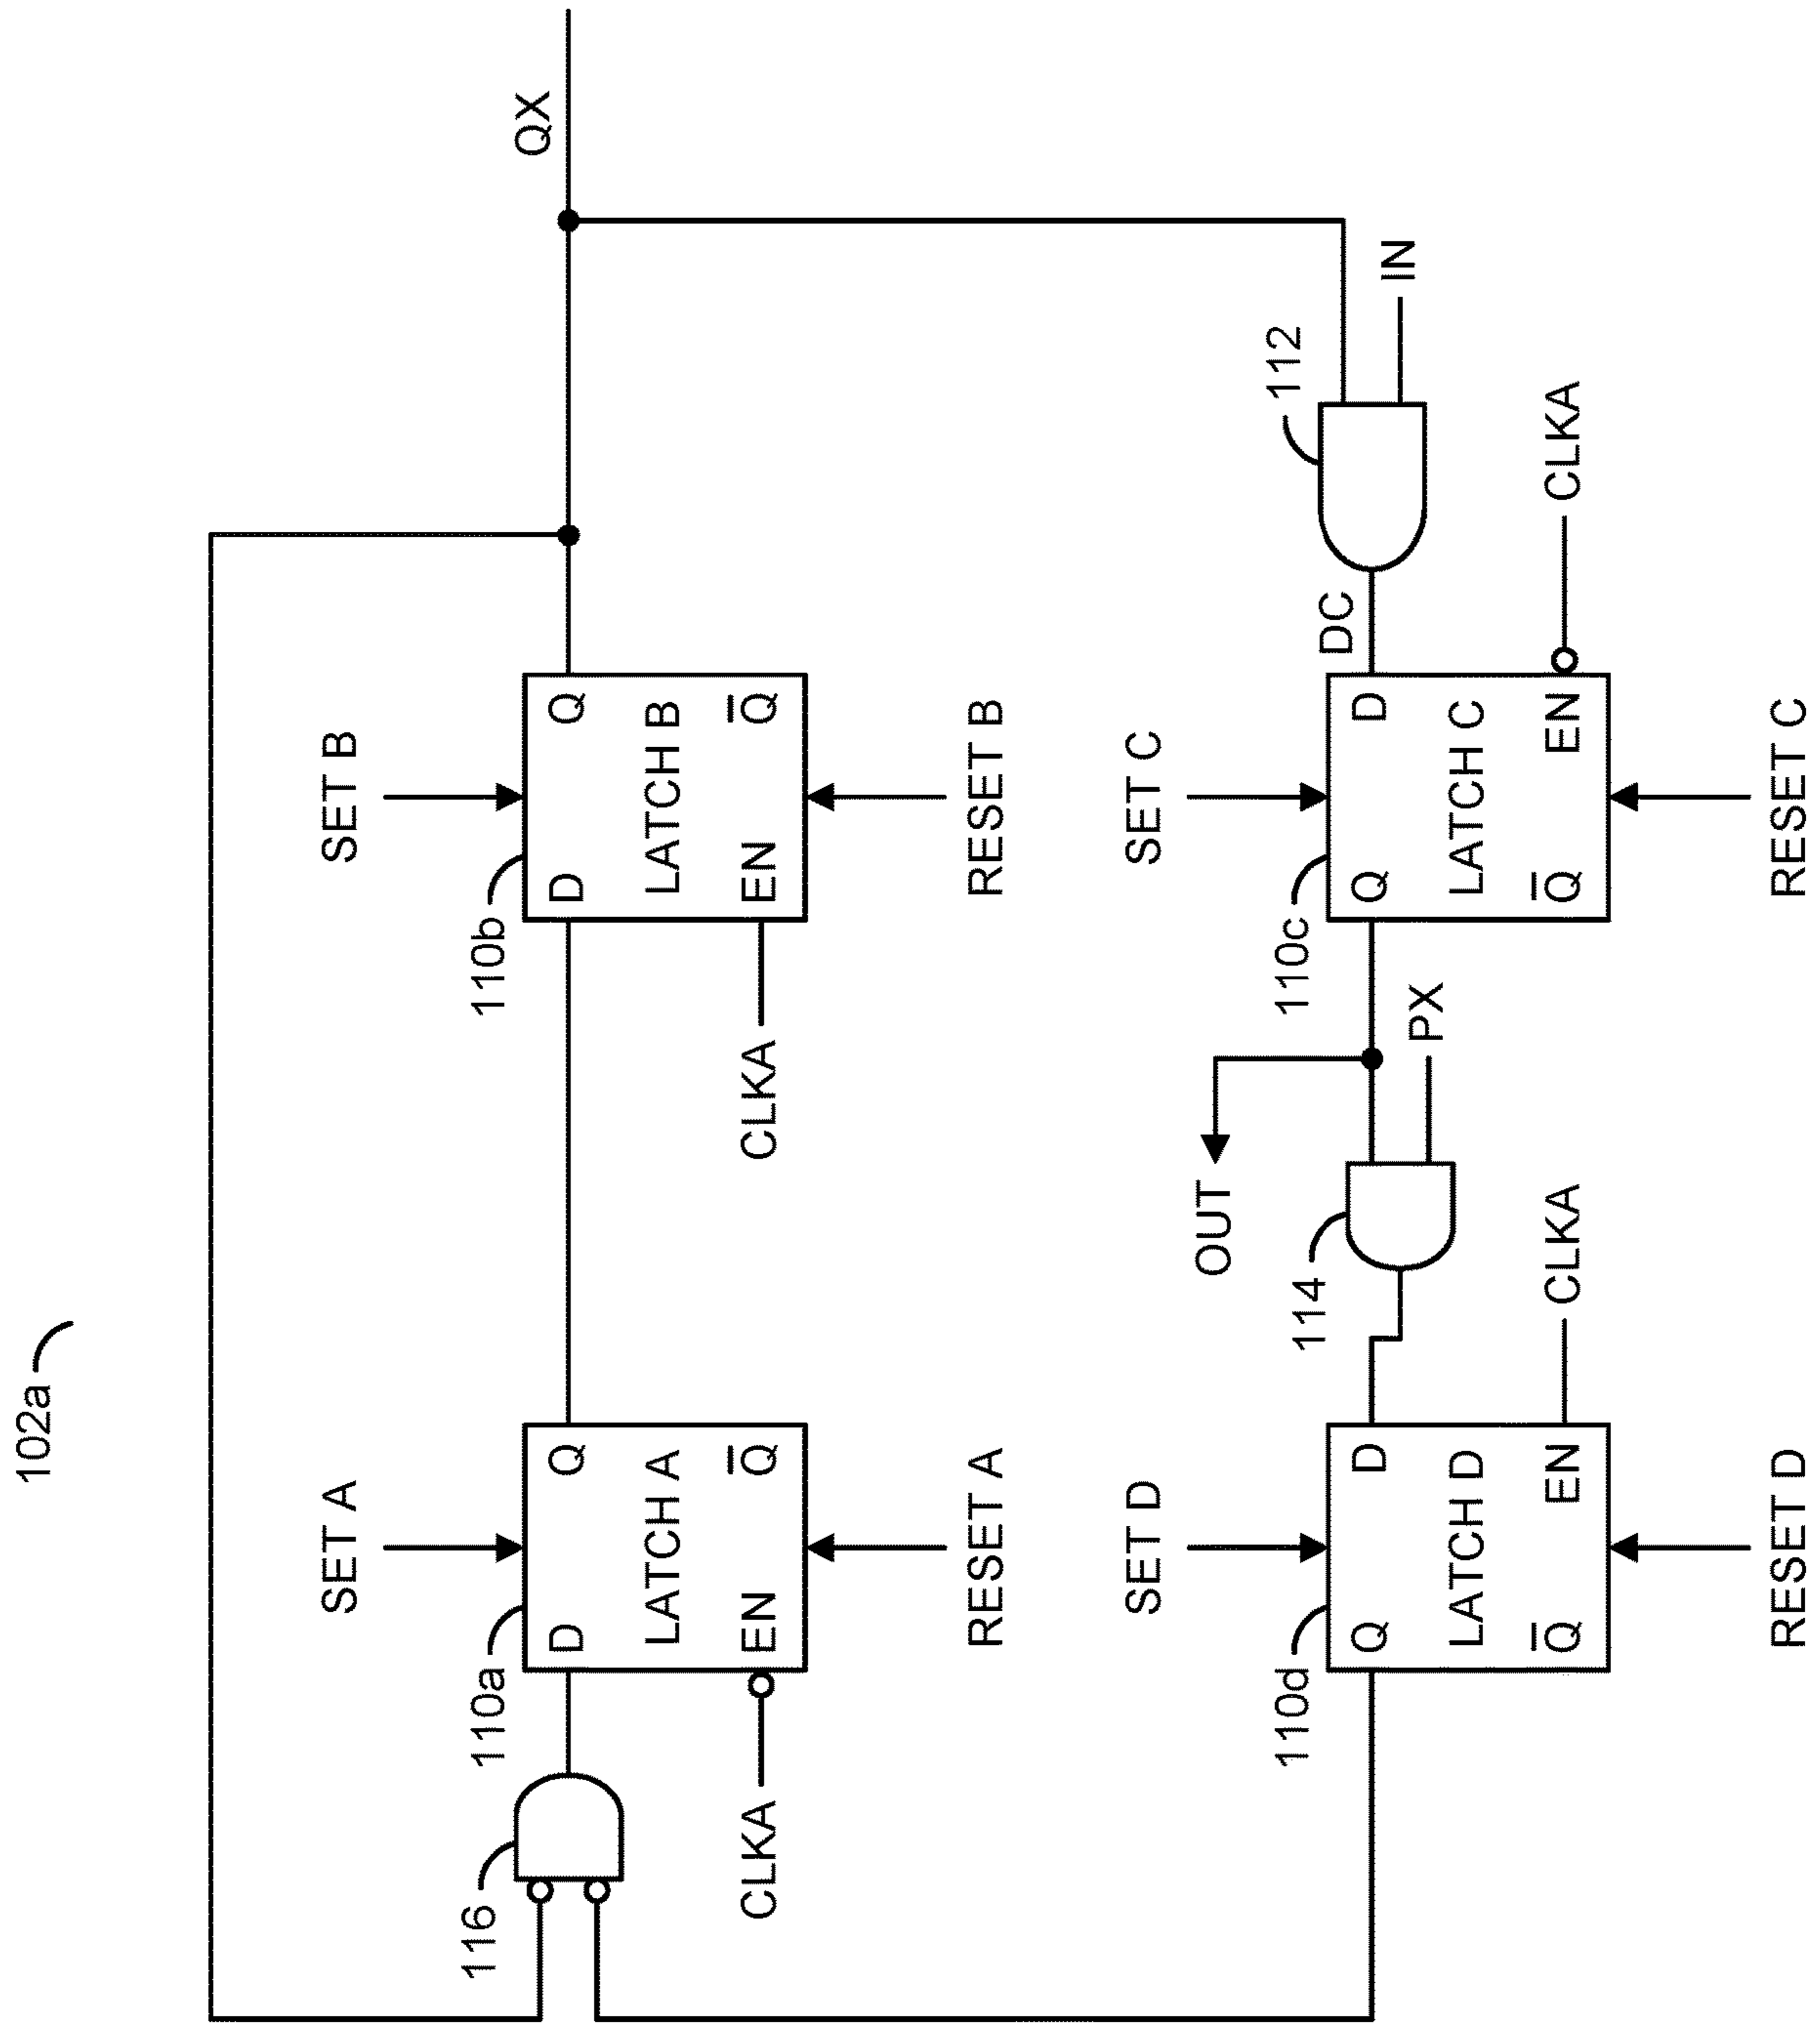 102a
QX
SET A
SET B
116
110a
110b
D
Q
LATCH A
EN
Q
D
Q
LATCH B
EN
Q
CLKA
CLKA
RESET A
RESET B
SET D
SET C
OUT
112
114
110d
110c
PX
DC
IN
Q
D
LATCH D
Q
EN
Q
D
LATCH C
Q
EN
CLKA
CLKA
RESET D
RESET C